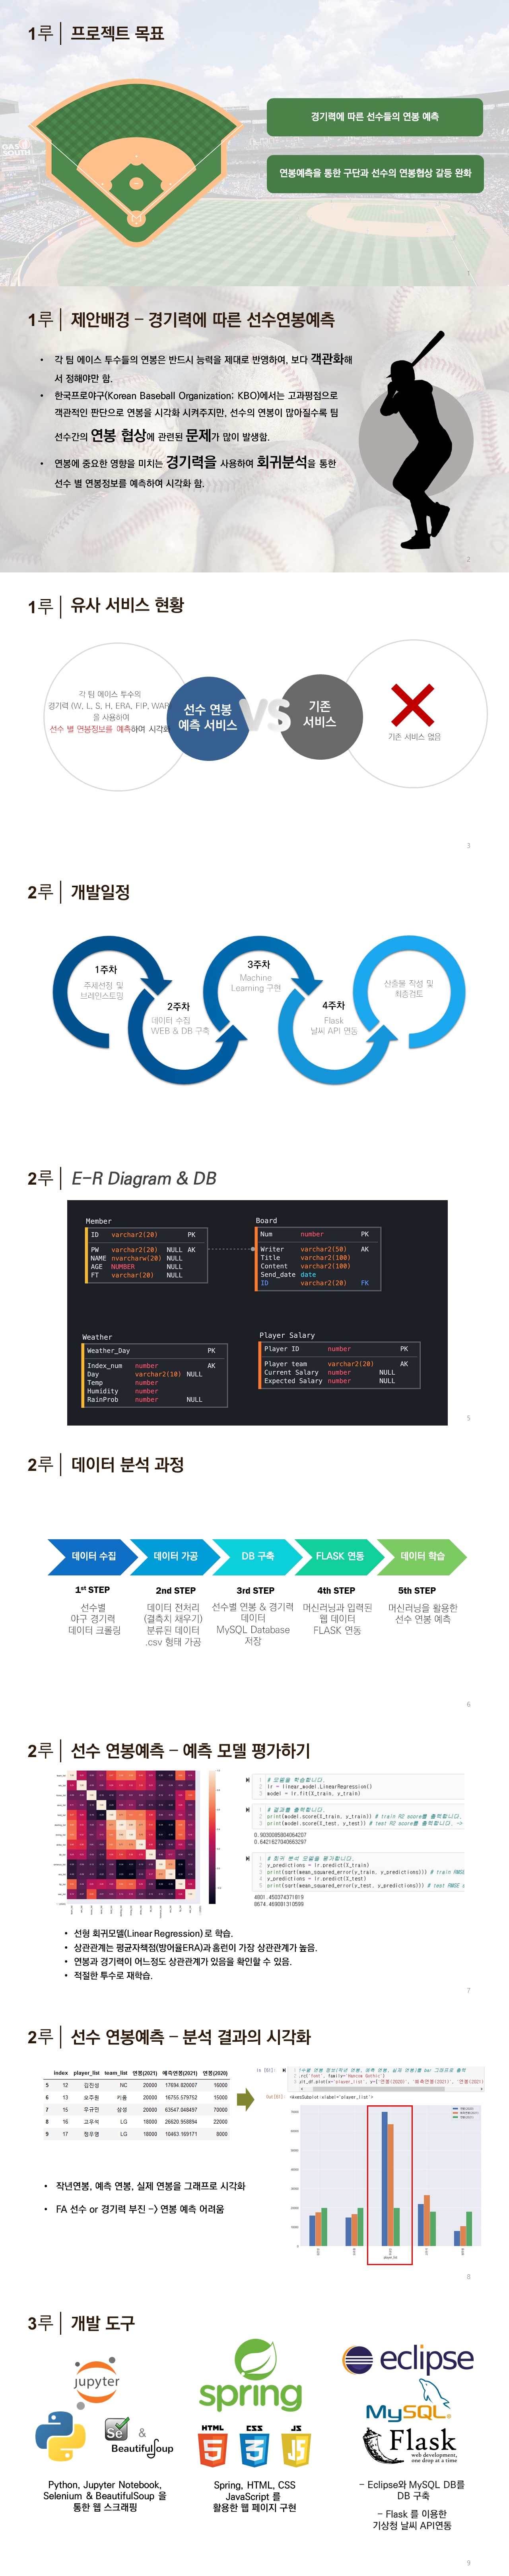 1루 프로젝트 목표
경기력에 따른 선수들의 연봉 예측
연봉예측을 통한 구단과 선수의 연봉협상 갈등 완화
1
1루 제안배경 – 경기력에 따른 선수연봉예측
• 각 팀 에이스 투수들의 연봉은 반드시 능력을 제대로 반영하여, 보다 객관화해
서 정해야만 함.
• 한국프로야구(Korean Baseball Organization; KBO)에서는 고과평점으로
객관적인 판단으로 연봉을 시각화 시켜주지만, 선수의 연봉이 많아질수록 팀
선수간의 연봉 협상에 관련된 문제가 많이 발생함.
• 연봉에 중요한 영향을 미치는 경기력을 사용하여 회귀분석을 통한
선수 별 연봉정보를 예측하여 시각화 함.
2
1루 유사 서비스 현황
각 팀 에이스 투수의
경기력 (W, L, S, H, ERA, FIP, WAR
을 사용하여
선수 별 연봉정보를 예측하여 시각화
선수 연봉
예측 서비스
VS
기존
서비스
기존 서비스 없음
3
2루 개발일정
1주차
주제선정 및
브레인스토밍
2주차
데이터 수집
WEB & DB 구축
3주차
Machine
Learning 구현
4주차
Flask
날씨 API 연동
산출물 작성 및
최종검토
2루 E-R Diagram & DB
Member
ID varchar2(20) PK
PW varchar2(20) NULL AK
NAME nvarcharw(20) NULL
AGE NUMBER NULL
FT varchar(20) NULL
Board
Num number PK
Writer varchar2(50) AK
Title varchar2(100)
Content varchar2(100)
Send_date date
ID varchar2(20) FK
Weather
Weather_Day PK
Index_num number AK
Day varchar2(10) NULL
Temp number
Humidity number
RainProb number NULL
Player Salary
Player ID number PK
Player team varchar2(20) AK
Current Salary number NULL
Expected Salary number NULL
5
2루 데이터 분석 과정
데이터 수집
데이터 가공
DB 구축
FLASK 연동
데이터 학습
1st STEP
선수별
야구 경기력
데이터 크롤링
2nd STEP
데이터 전처리
(결측치 채우기)
분류된 데이터
.csv 형태 가공
3rd STEP
선수별 연봉 & 경기력
데이터
MySQL Database
저장
4th STEP
머신러닝과 입력된
웹 데이터
FLASK 연동
5th STEP
머신러닝을 활용한
선수 연봉 예측
6
2루 선수 연봉예측 – 예측 모델 평가하기
1 # 모델을 학습합니다.
2 lr = linear_model.LinearRegression()
3 model = lr.fit(X_train, y_train)
1 # 결과를 출력합니다.
2 print(model.score(X_train, y_train)) # train R2 score를 출력합니다.
3 print(model.score(X_test, y_test)) # test R2 score를 출력합니다. ->
1 # 회귀 분석 모델을 평가합니다.
2 y_predictions = lr.predict(X_train)
3 print(sqrt(mean_squared_error(y_train, y_predictions))) # train RMSE
4 y_predictions = lr.predict(X_test)
5 print(sqrt(mean_squared_error(y_test, y_predictions))) # test RMSE s
• 선형 회귀모델(Linear Regression)로 학습.
• 상관관계는 평균자책점(방어율ERA)과 홈런이 가장 상관관계가 높음.
• 연봉과 경기력이 어느정도 상관관계가 있음을 확인할 수 있음.
• 적절한 투수로 재학습.
7
2루 선수 연봉예측 – 분석 결과의 시각화
index player_list team_list 연봉(2021) 예측연봉(2021) 연봉(2020)
5 12 김진성 NC 20000 17694.820007 16000
6 13 오주원 키움 20000 16755.579752 15000
7 15 우규민 삼성 20000 63547.048497 70000
8 16 고우석 LG 18000 26620.958894 22000
9 17 정우영 LG 18000 10463.169171 8000
player_list
• 작년연봉, 예측 연봉, 실제 연봉을 그래프로 시각화
• FA 선수 or 경기력 부진 -> 연봉 예측 어려움
8
3루 개발 도구
jupyter
Se
&
BeautifulSoup
Python, Jupyter Notebook,
Selenium & BeautifulSoup 을
통한 웹 스크래핑
spring
HTML CSS JS
5 3
Spring, HTML, CSS
JavaScript 를
활용한 웹 페이지 구현
eclipse
MySQL
Flask
web development,
one drop at a time
- Eclipse와 MySQL DB를
DB 구축
- Flask 를 이용한
기상청 날씨 API연동
9